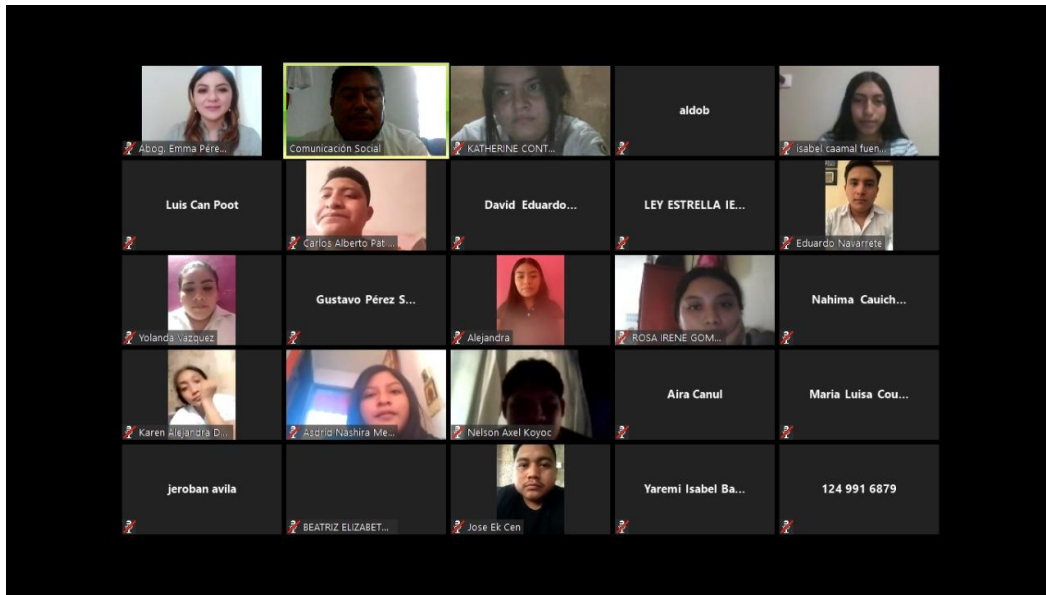 Abog. Emma Pére...
Comunicación Social
KATHERINE CONT...
aldob
isabel caamal fuen...
Luis Can Poot
Carlos Alberto Pat ...
David Eduardo...
LEY ESTRELLA IE...
Eduardo Navarrete
Yolanda Vázquez
Gustavo Pérez S...
Alejandra
ROSA IRENE GOM...
Nahima Cauich...
Karen Alejandra D...
Asdrid Nashira Me...
Nelson Axel Koyoc
Aira Canul
Maria Luisa Cou...
jeroban avila
BEATRIZ ELIZABET...
Jose Ek Cen
Yaremi Isabel Ba...
124 991 6879